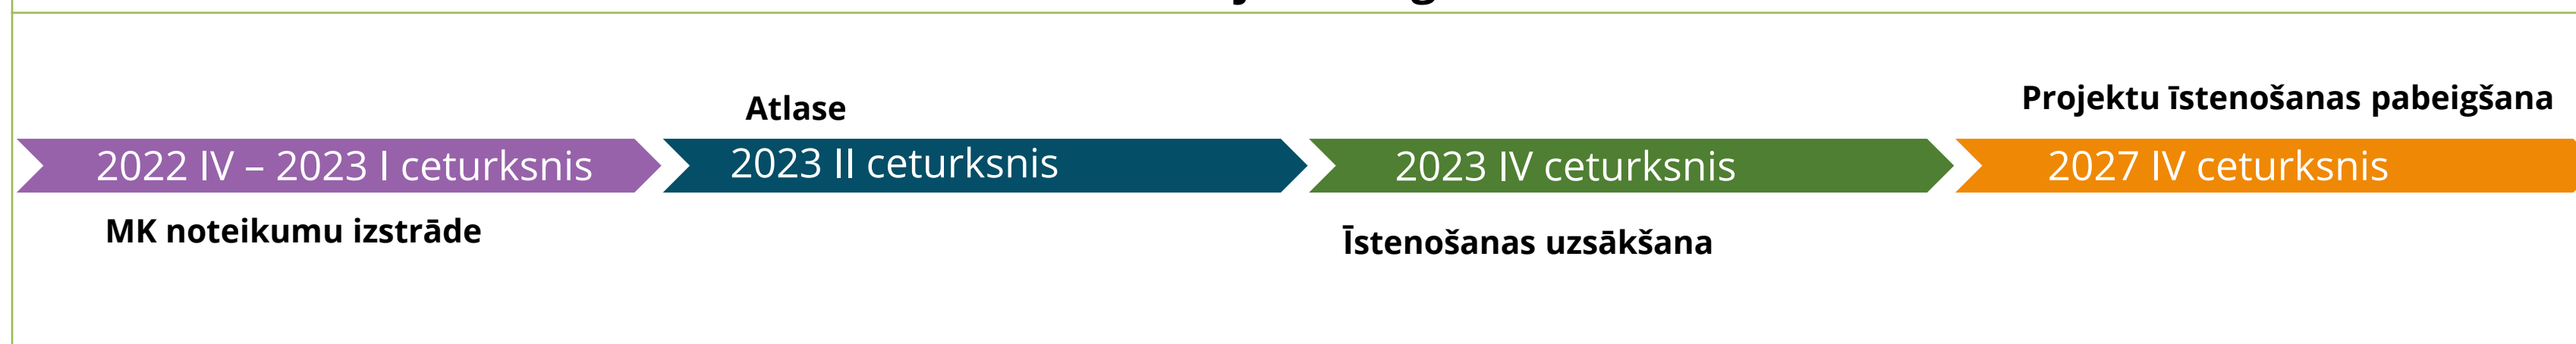 Atlase
Projektu īstenošanas pabeigšana
2022 IV – 2023 I ceturksnis
2023 II ceturksnis
2023 IV ceturksnis
2027 IV ceturksnis
MK noteikumu izstrāde
Īstenošanas uzsākšana